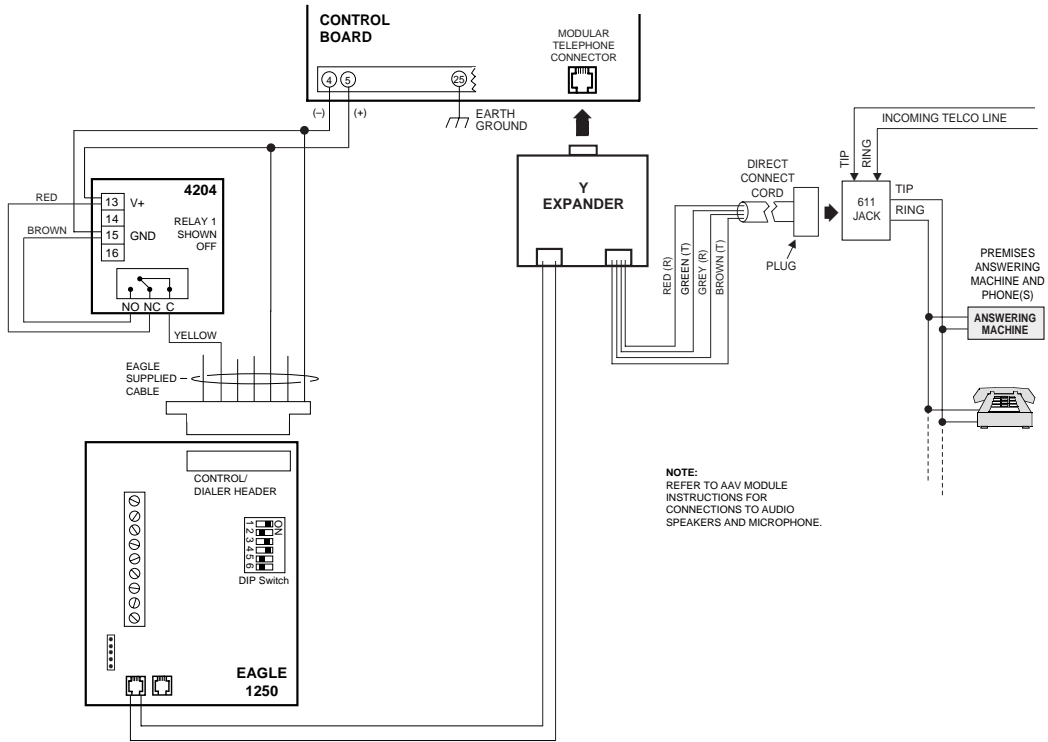 CONTROL
BOARD
MODULAR
TELEPHONE
CONNECTOR
4
5
25
(–)
(+)
EARTH
GROUND
INCOMING TELCO LINE
TIP
RING
DIRECT
CONNECT
CORD
611
JACK
TIP
RING
PLUG
Y
EXPANDER
RED (R)
GREEN (T)
GREY (R)
BROWN (T)
PREMISES
ANSWERING
MACHINE AND
PHONE(S)
ANSWERING
MACHINE
4204
RED
13 V+
14
BROWN
15 GND
16
RELAY 1
SHOWN
OFF
NO NC C
YELLOW
EAGLE
SUPPLIED
CABLE
CONTROL/
DIALER HEADER
ON
1 2 3 4 5 6
DIP Switch
EAGLE
1250
NOTE:
REFER TO AAV MODULE
INSTRUCTIONS FOR
CONNECTIONS TO AUDIO
SPEAKERS AND MICROPHONE.